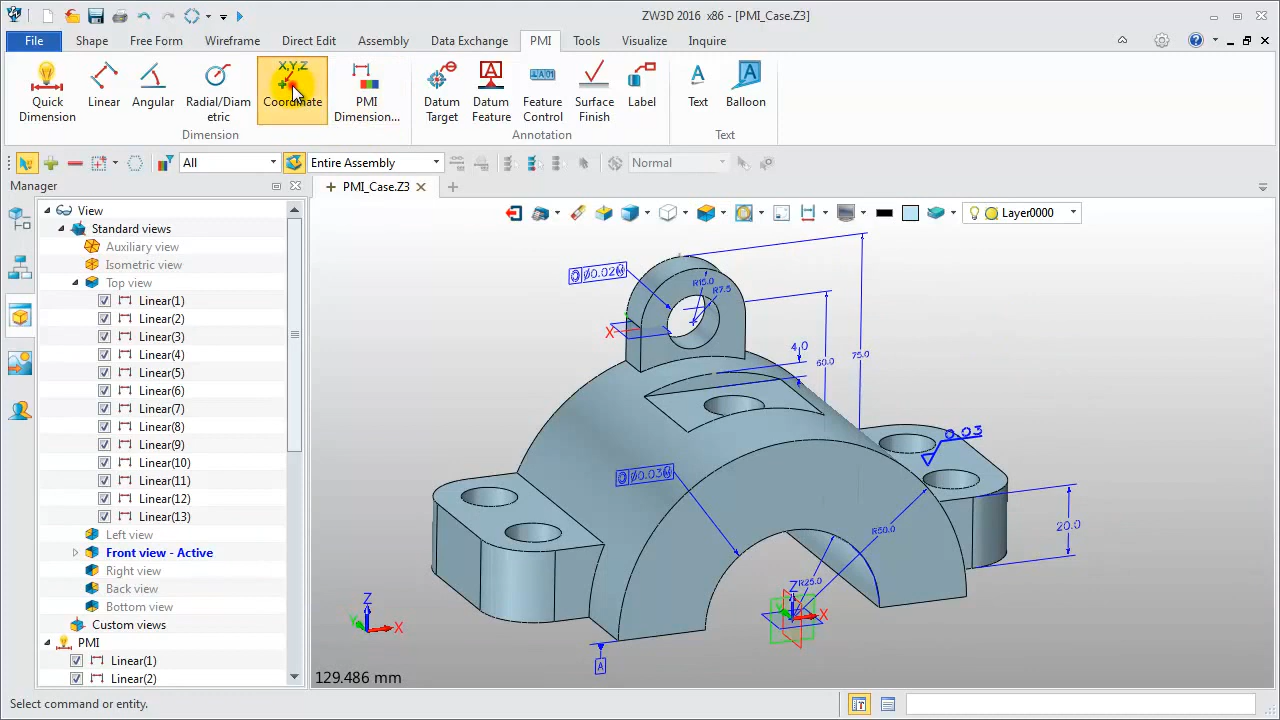 ZW3D 2016 x86 - [PMI_Case.Z3]
File Shape Free Form Wireframe Direct Edit Assembly Data Exchange PMI Tools Visualize Inquire
X,Y,Z
Quick Dimension
Linear
Angular
Radial/Diam etric
Coordinate
PMI Dimension...
Datum Target
Datum Feature
Feature Control
Surface Finish
Label
Text
Balloon
Dimension Annotation Text
All Entire Assembly Normal
Manager
PMI_Case.Z3
Layer0000
View
Standard views
Auxiliary view
Isometric view
Top view
Linear(1)
Linear(2)
Linear(3)
Linear(4)
Linear(5)
Linear(6)
Linear(7)
Linear(8)
Linear(9)
Linear(10)
Linear(11)
Linear(12)
Linear(13)
Left view
Front view - Active
Right view
Back view
Bottom view
Custom views
PMI
Linear(1)
Linear(2)
R15.0
R7.5
X
4.0
60.0
75.0
0.03
20.0
R50.0
R25.0
Z
X
A
Z
Y
X
129.486 mm
Select command or entity.